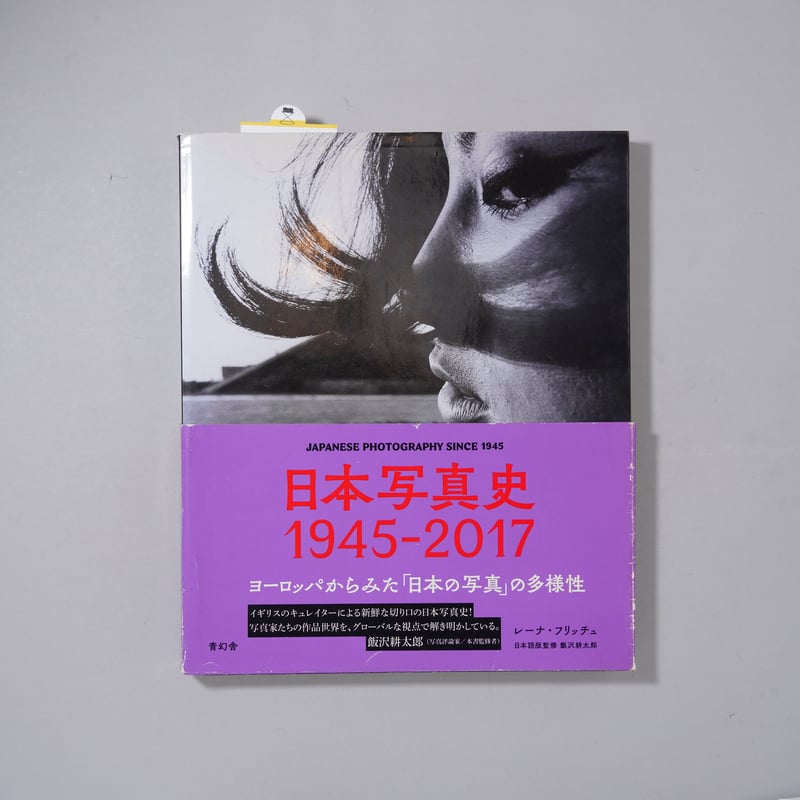 JAPANESE PHOTOGRAPHY SINCE 1945
日本写真史
1945-2017
ヨーロッパからみた「日本の写真」の多様性
イギリスのキュレイターによる新鮮な切り口の日本写真史!
写真家たちの作品世界を、グローバルな視点で解き明かしている。
飯沢耕太郎(写真評論家/本書監修者)
青幻舎
レーナ・フリッチュ
日本語版監修 飯沢耕太郎